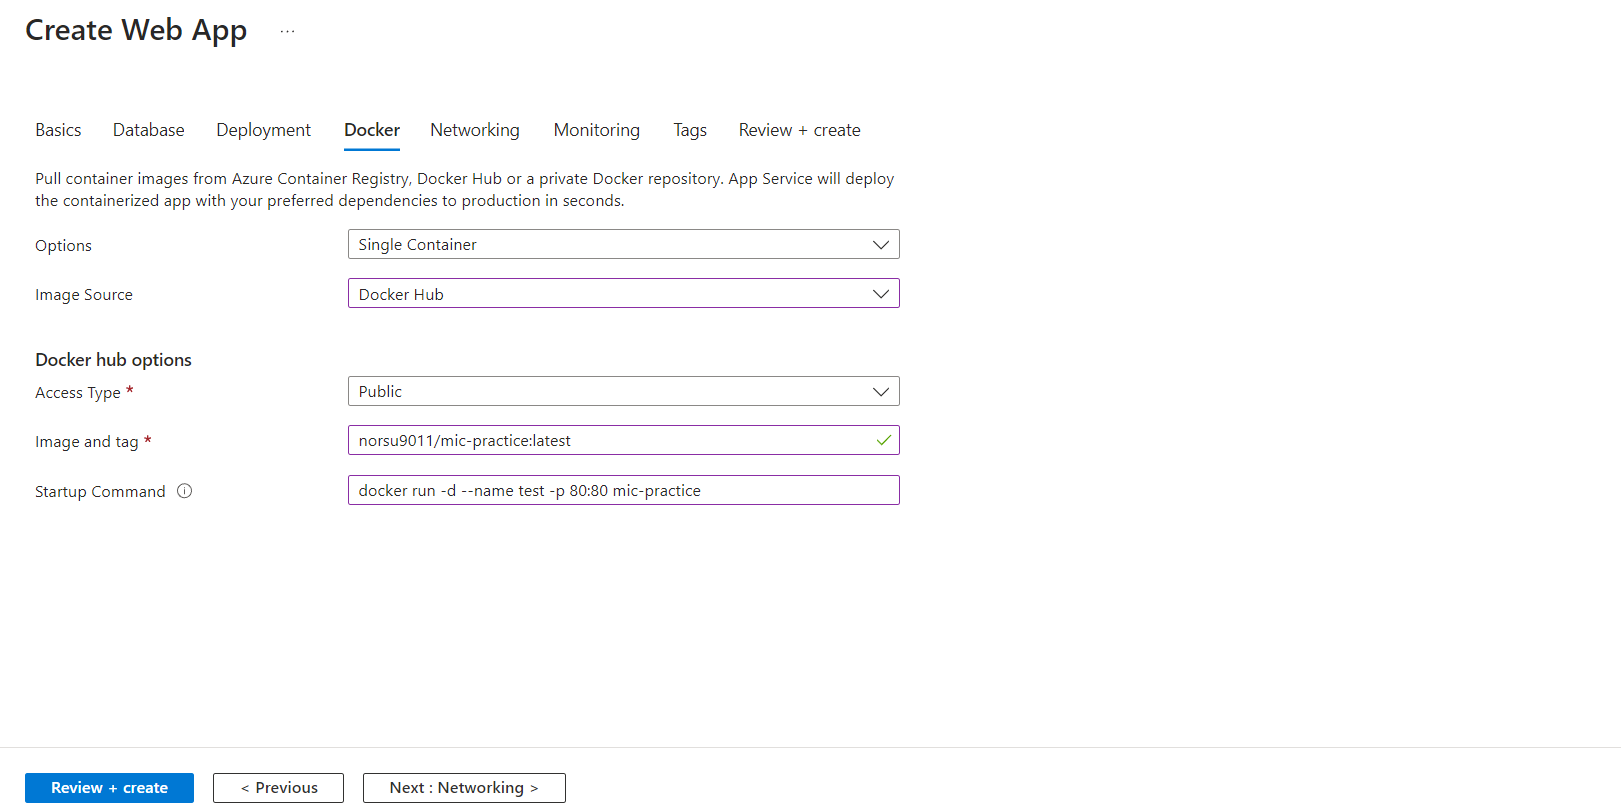 Create Web App ...
Basics Database Deployment Docker Networking Monitoring Tags Review + create
Pull container images from Azure Container Registry, Docker Hub or a private Docker repository. App Service will deploy
the containerized app with your preferred dependencies to production in seconds.
Options Single Container
Image Source Docker Hub
Docker hub options
Access Type * Public
Image and tag * norsu9011/mic-practice:latest
Startup Command docker run -d --name test -p 80:80 mic-practice
Review + create < Previous Next : Networking >